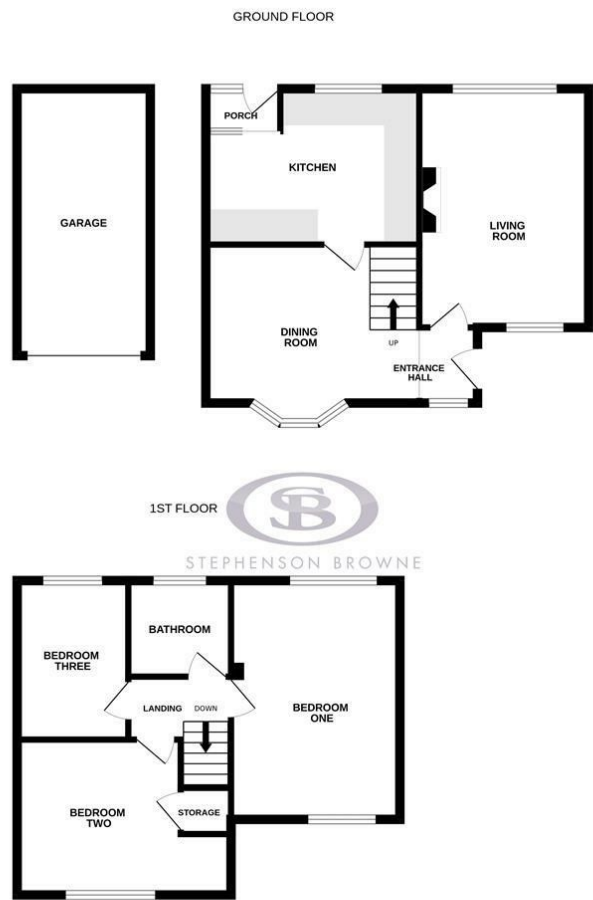 GROUND FLOOR
PORCH
KITCHEN
GARAGE
LIVING
ROOM
DINING
ROOM
UP
ENTRANCE
HALL
1ST FLOOR
SB
STEPHENSON BROWNE
BATHROOM
BEDROOM
THREE
LANDING
DOWN
BEDROOM
ONE
BEDROOM
TWO
STORAGE